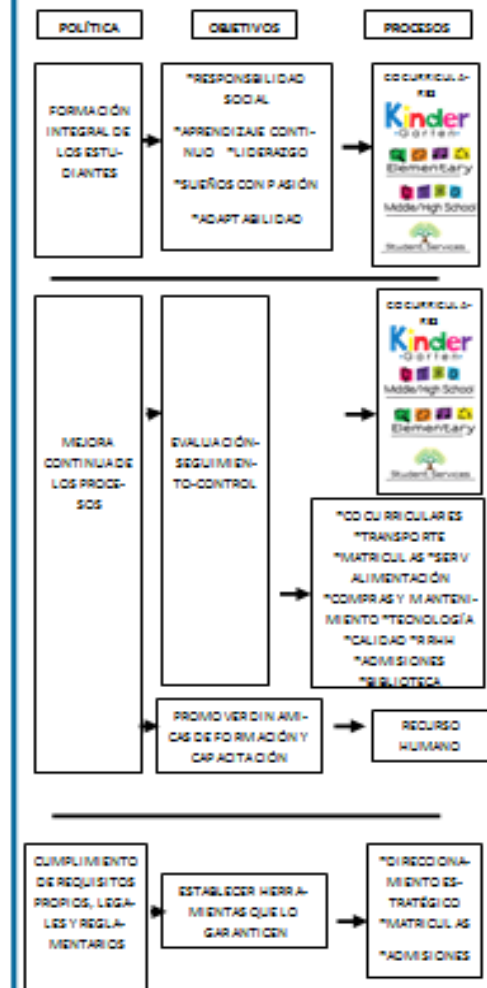 POLÍTICA
OBJETIVOS
PROCESOS
FORMACIÓN
INTEGRAL DE
LOS ESTU-
DIANTES
*RESPONSBILIDAD
SOCIAL
*APRENDIZAJE CONTI-
NUO *LIDERAZGO
*SUEÑOS CON PASIÓN
*ADAPTABILIDAD
COCURRICULA-
RES
Kinder
Garten
Elementary
Middle/High School
Student Services
MEJORA
CONTINUA DE
LOS PROCE-
SOS
EVALUACIÓN-
SEGUIMIEN-
TO-CONTROL
COCURRICULA-
RES
Kinder
Garten
Middle/High School
Elementary
Student Services
*COCURRICULARES
*TRANSPORTE
*MATRICULAS *SERV
ALIMENTACIÓN
*COMPRAS Y MANTENI-
MIENTO *TECNOLOGÍA
*CALIDAD *RRHH
*ADMISIONES
*BIBLIOTECA
PROMOVER DINAMI-
CAS DE FORMACIÓN Y
CAPACITACIÓN
RECURSO
HUMANO
CUMPLIMIENTO
DE REQUISITOS
PROPIOS, LEGA-
LES Y REGLA-
MENTARIOS
ESTABLECER HERRA-
MIENTAS QUE LO
GARANTICEN
*DIRECCIONA-
MIENTO ES-
TRATÉGICO
*MATRICULAS
*ADMISIONES